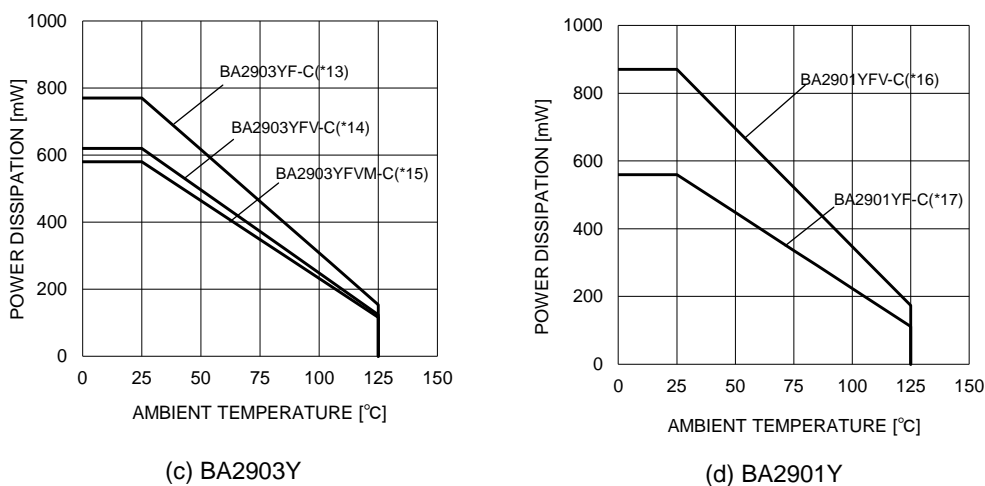 1000
800
600
400
200
0
POWER DISSIPATION [mW]
BA2903YF-C(*13)
BA2903YFV-C(*14)
BA2903YFVM-C(*15)
0 25 50 75 100 125 150
AMBIENT TEMPERATURE [°C]
(c) BA2903Y
1000
800
600
400
200
0
POWER DISSIPATION [mW]
BA2901YFV-C(*16)
BA2901YF-C(*17)
0 25 50 75 100 125 150
AMBIENT TEMPERATURE [°C]
(d) BA2901Y